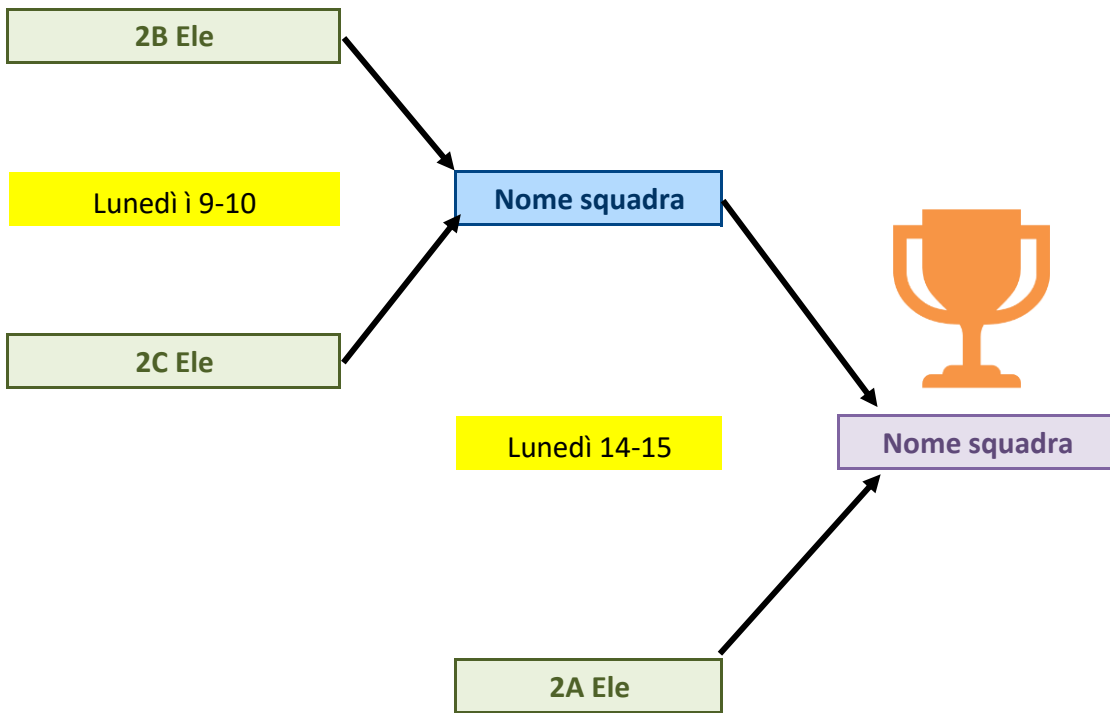 2B Ele
Lunedì ì 9-10
Nome squadra
2C Ele
Lunedì 14-15
Nome squadra
2A Ele